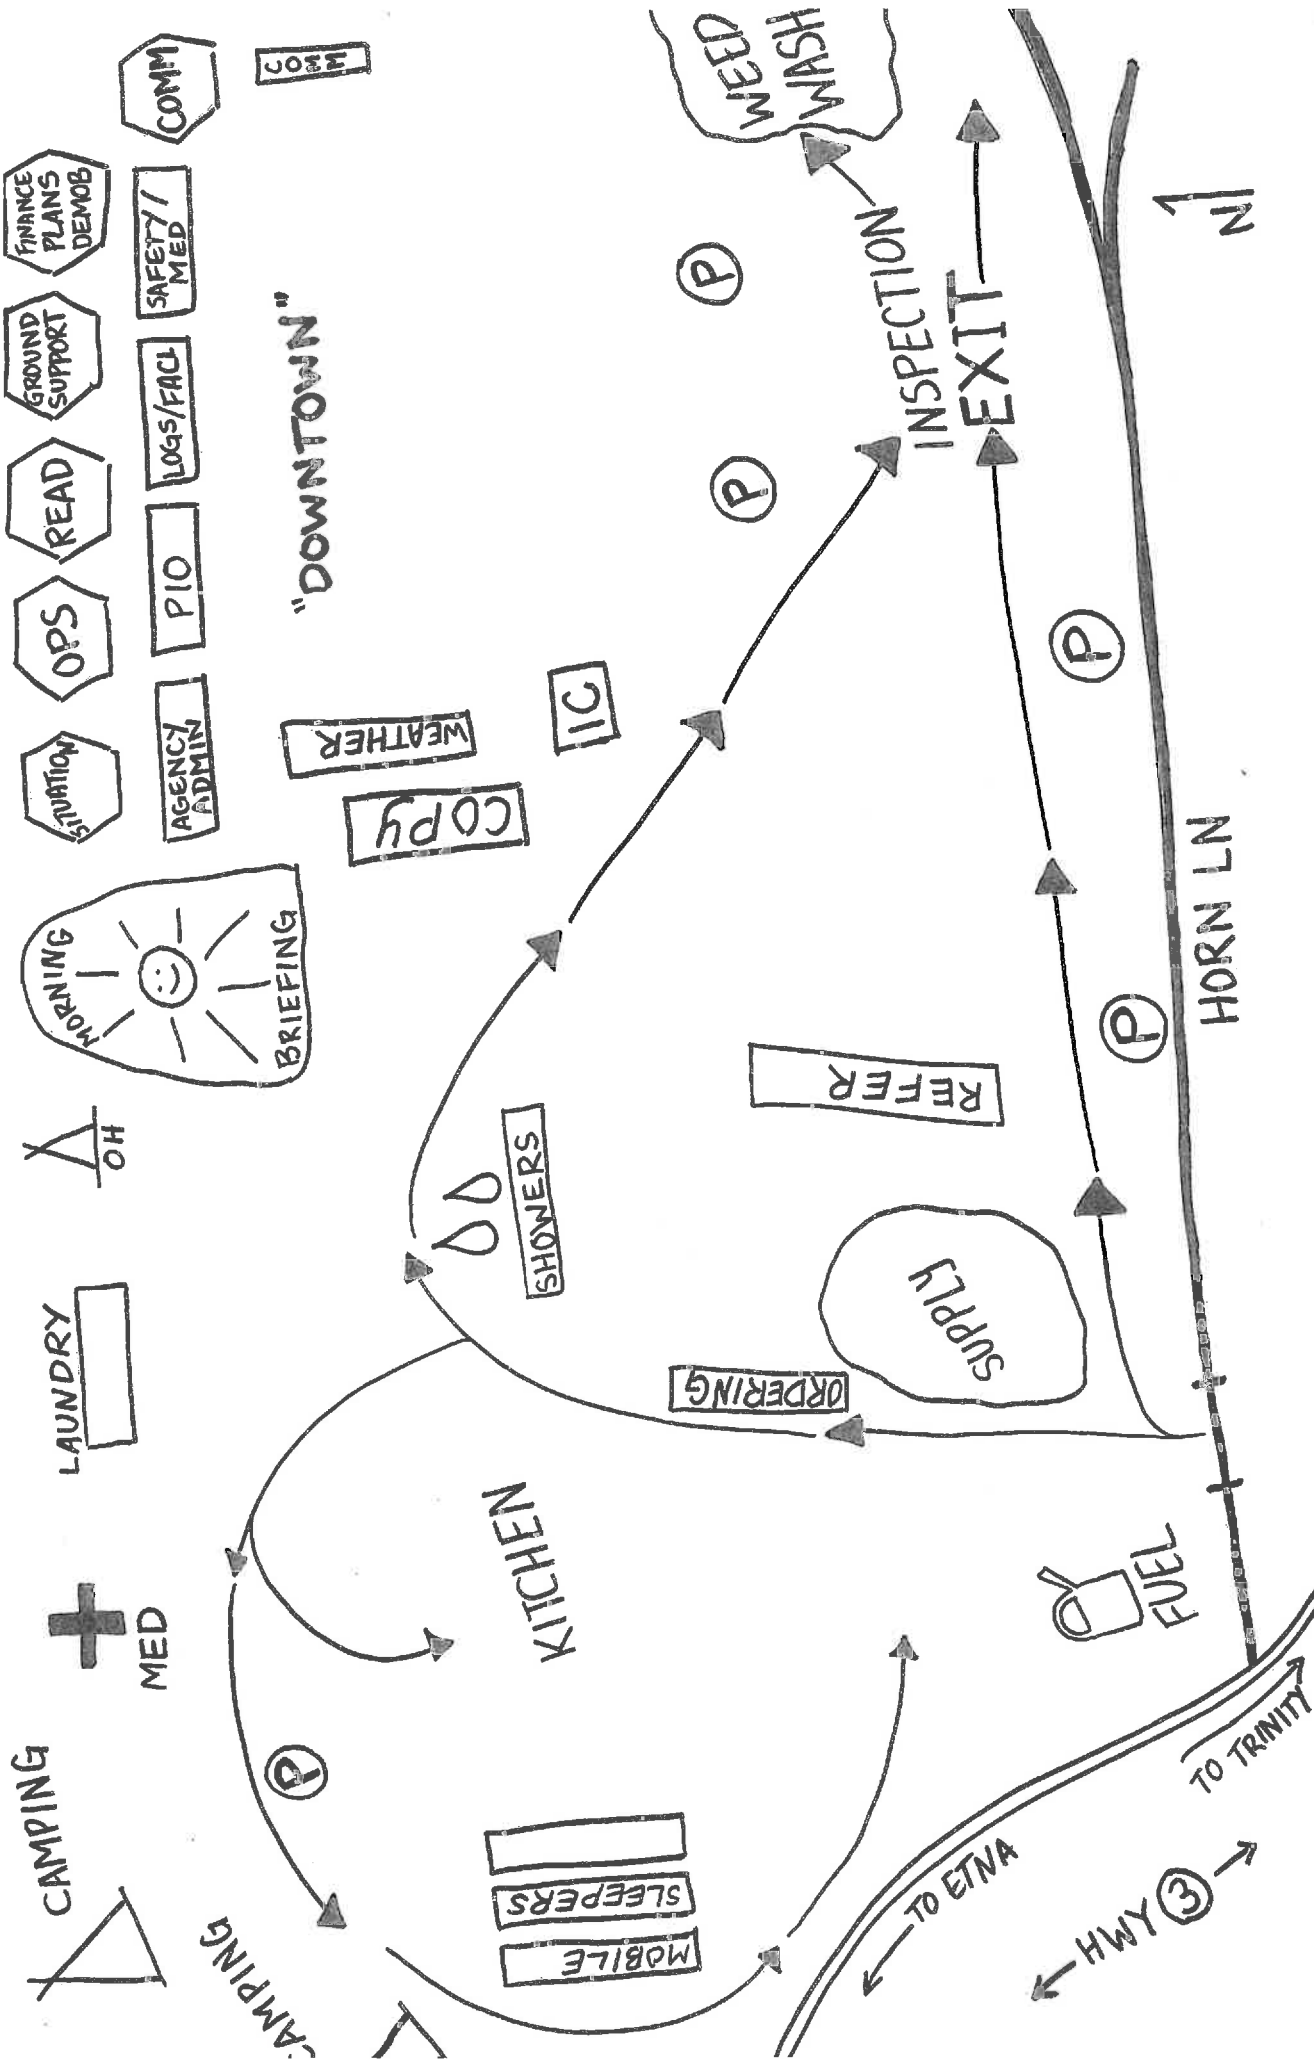 CAMPING
MED
LAUNDRY
OH
MORNING
BRIEFING
SITUATION
OPS
READ
GROUND
SUPPORT
FINANCE
PLANS
DEMOB
COMM
AGENCY
ADMIN
PIO
LOGS/FACL
SAFETY/
MED
COMM
CAMPING
P
"DOWNTOWN"
WEATHER
COPY
IC
MOBILE
SLEEPERS
KITCHEN
SHOWERS
ORDERING
SUPPLY
REFER
P
P
WEED
WASH
INSPECTION
EXIT
FUEL
P
P
HORN LN
N
TO ETNA
TO TRINITY
HWY 3